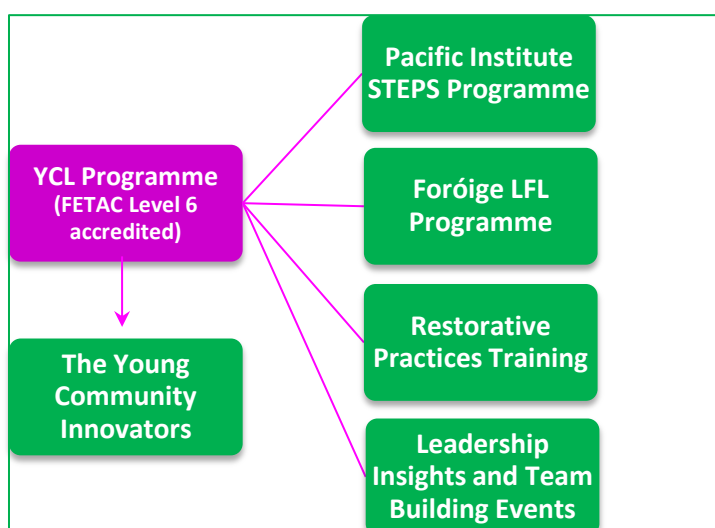 Pacific Institute
STEPS Programme
YCL Programme
(FETAC Level 6
accredited)
Foróige LFL
Programme
Restorative
Practices Training
The Young
Community
Innovators
Leadership
Insights and Team
Building Events